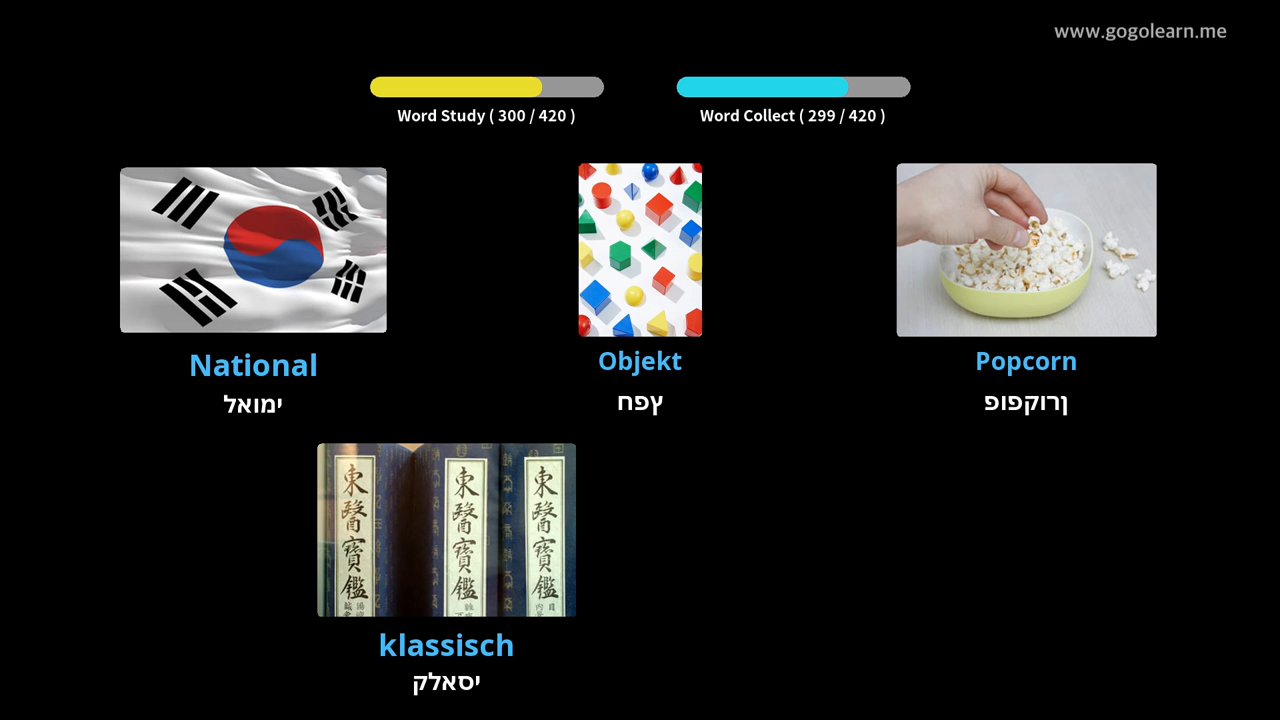 www.gogolearn.me
Word Study ( 300 / 420 )
Word Collect ( 299 / 420 )
National
ימואל
Objekt
ץפח
Popcorn
ןרוקפופ
東醫寶鑑
東醫寶鑑
東醫寶鑑
klassisch
יסאלק